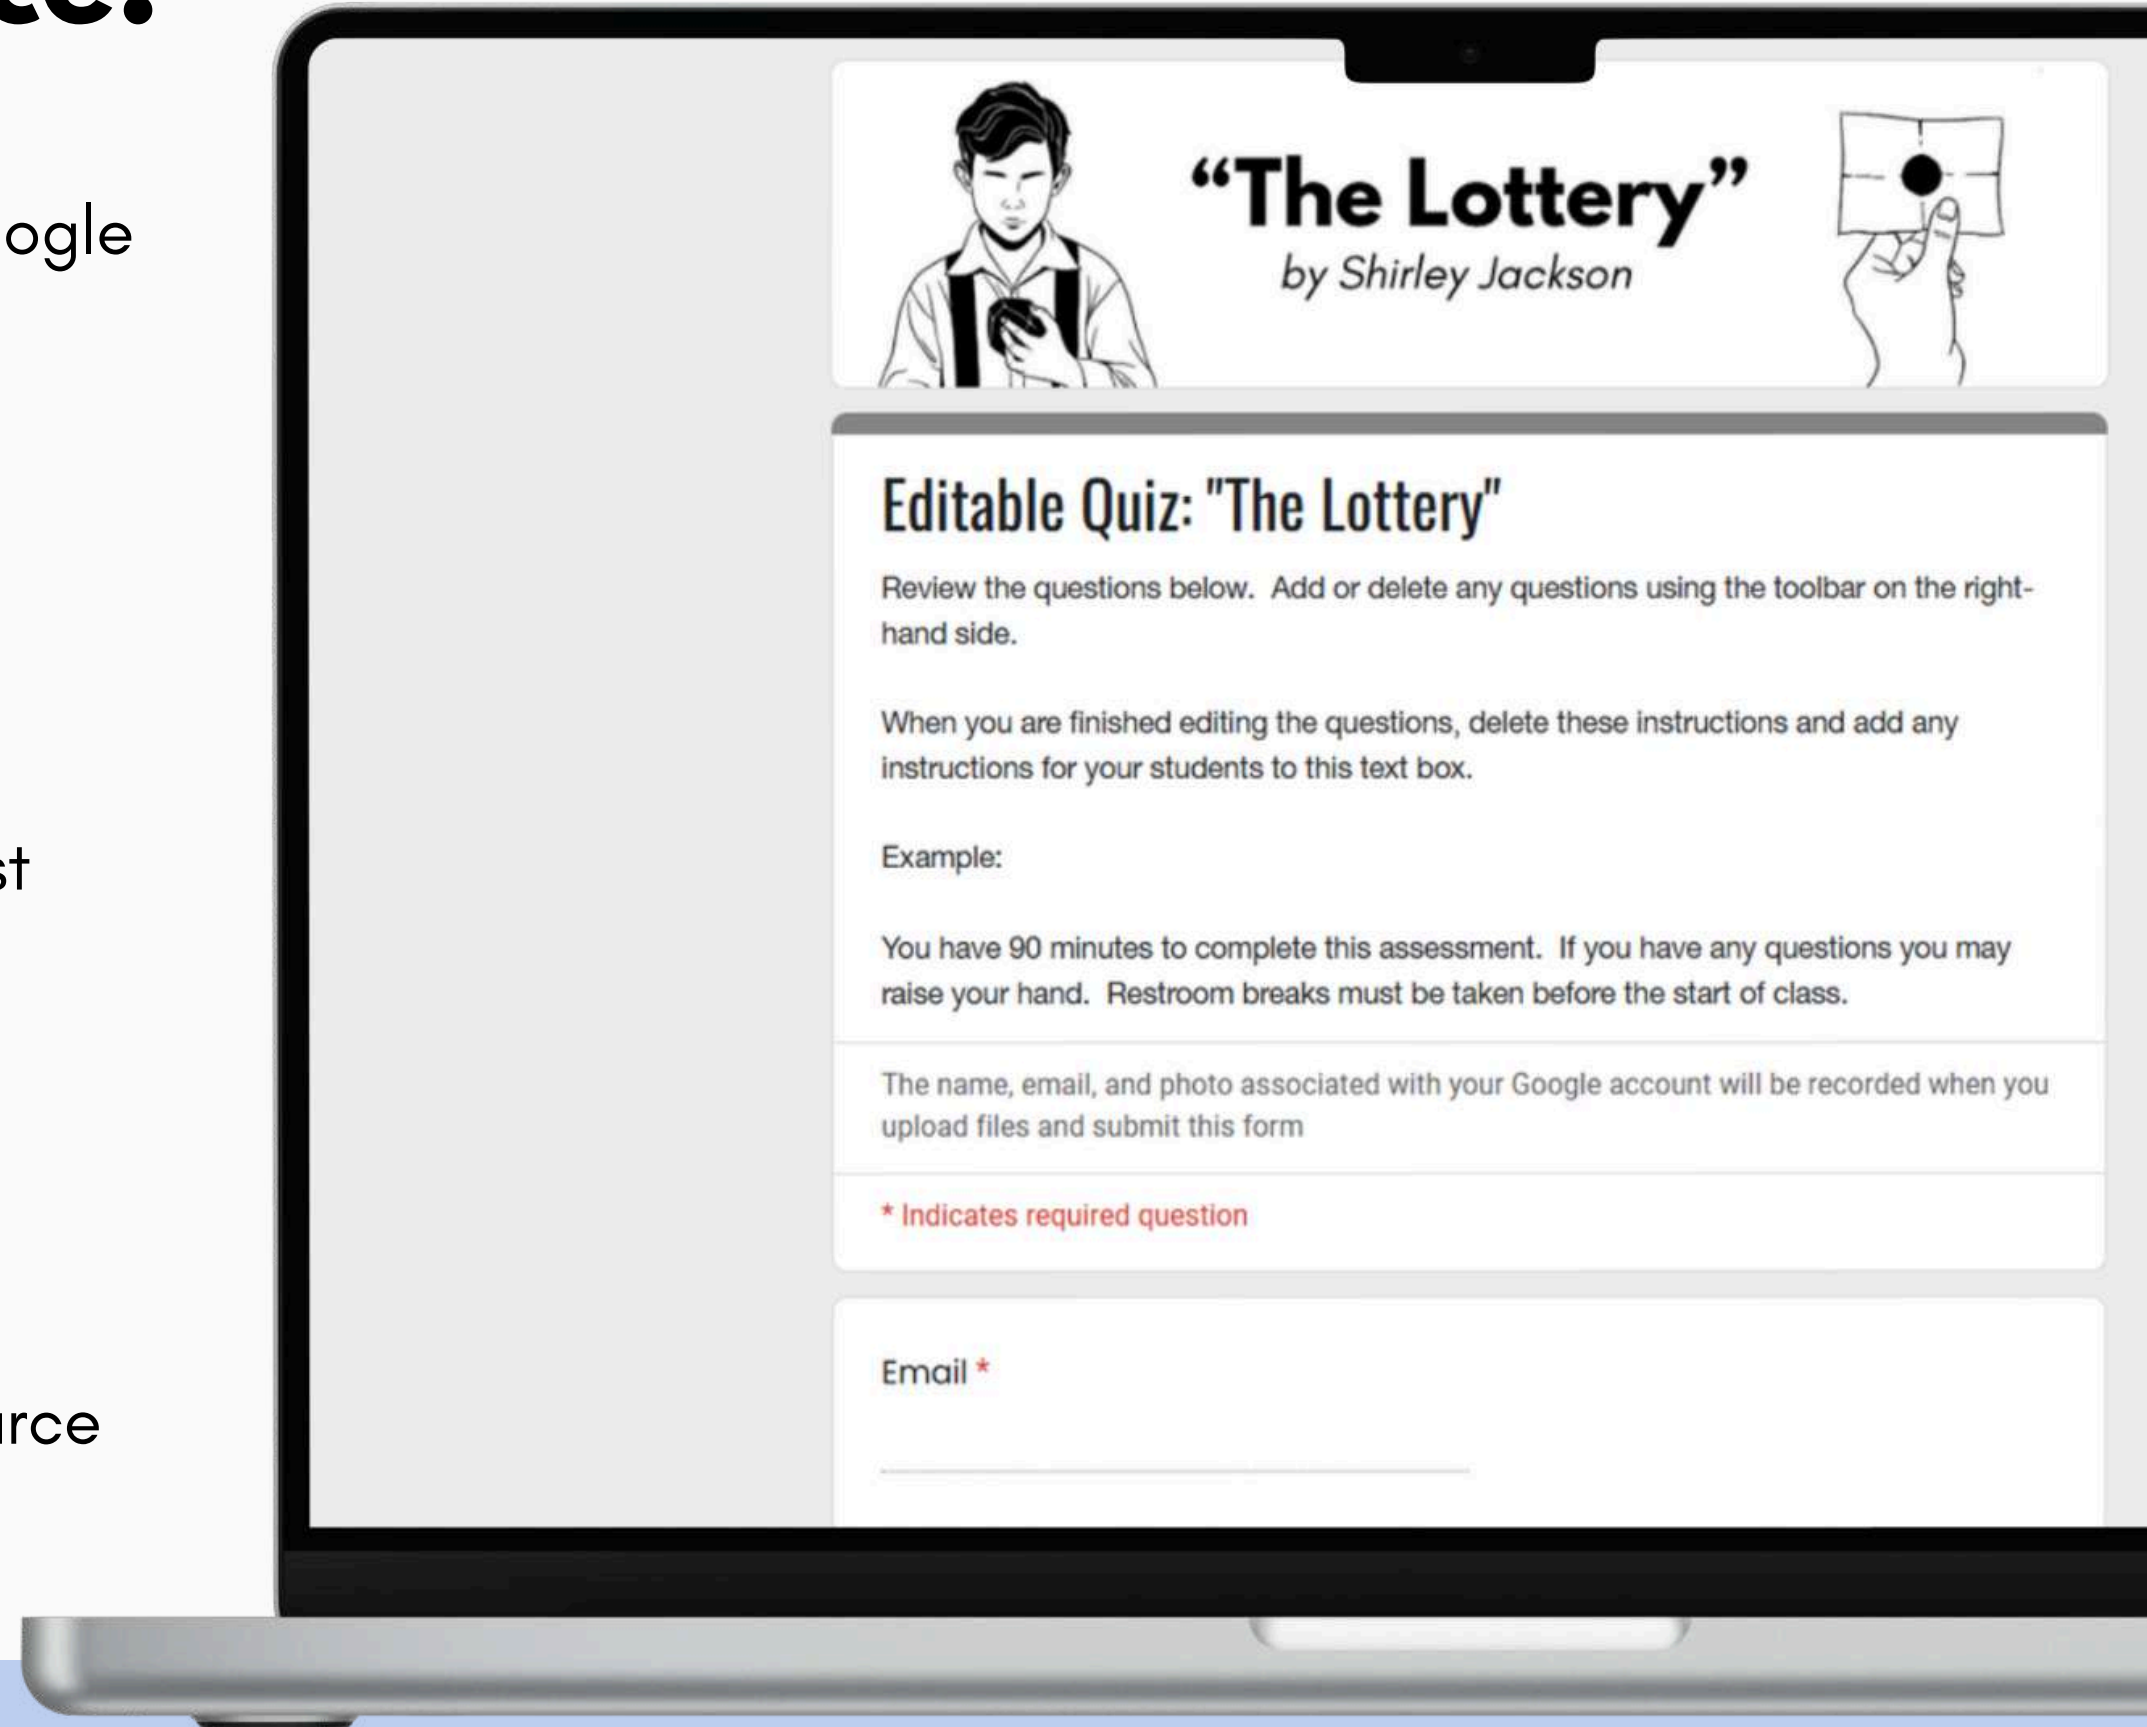 “The Lottery”
by Shirley Jackson
Editable Quiz: "The Lottery"
Review the questions below.  Add or delete any questions using the toolbar on the right-
hand side.
When you are finished editing the questions, delete these instructions and add any
instructions for your students to this text box.
Example:
You have 90 minutes to complete this assessment.  If you have any questions you may
raise your hand.  Restroom breaks must be taken before the start of class.
The name, email, and photo associated with your Google account will be recorded when you
upload files and submit this form
* Indicates required question
Email *
ogle
st
rce